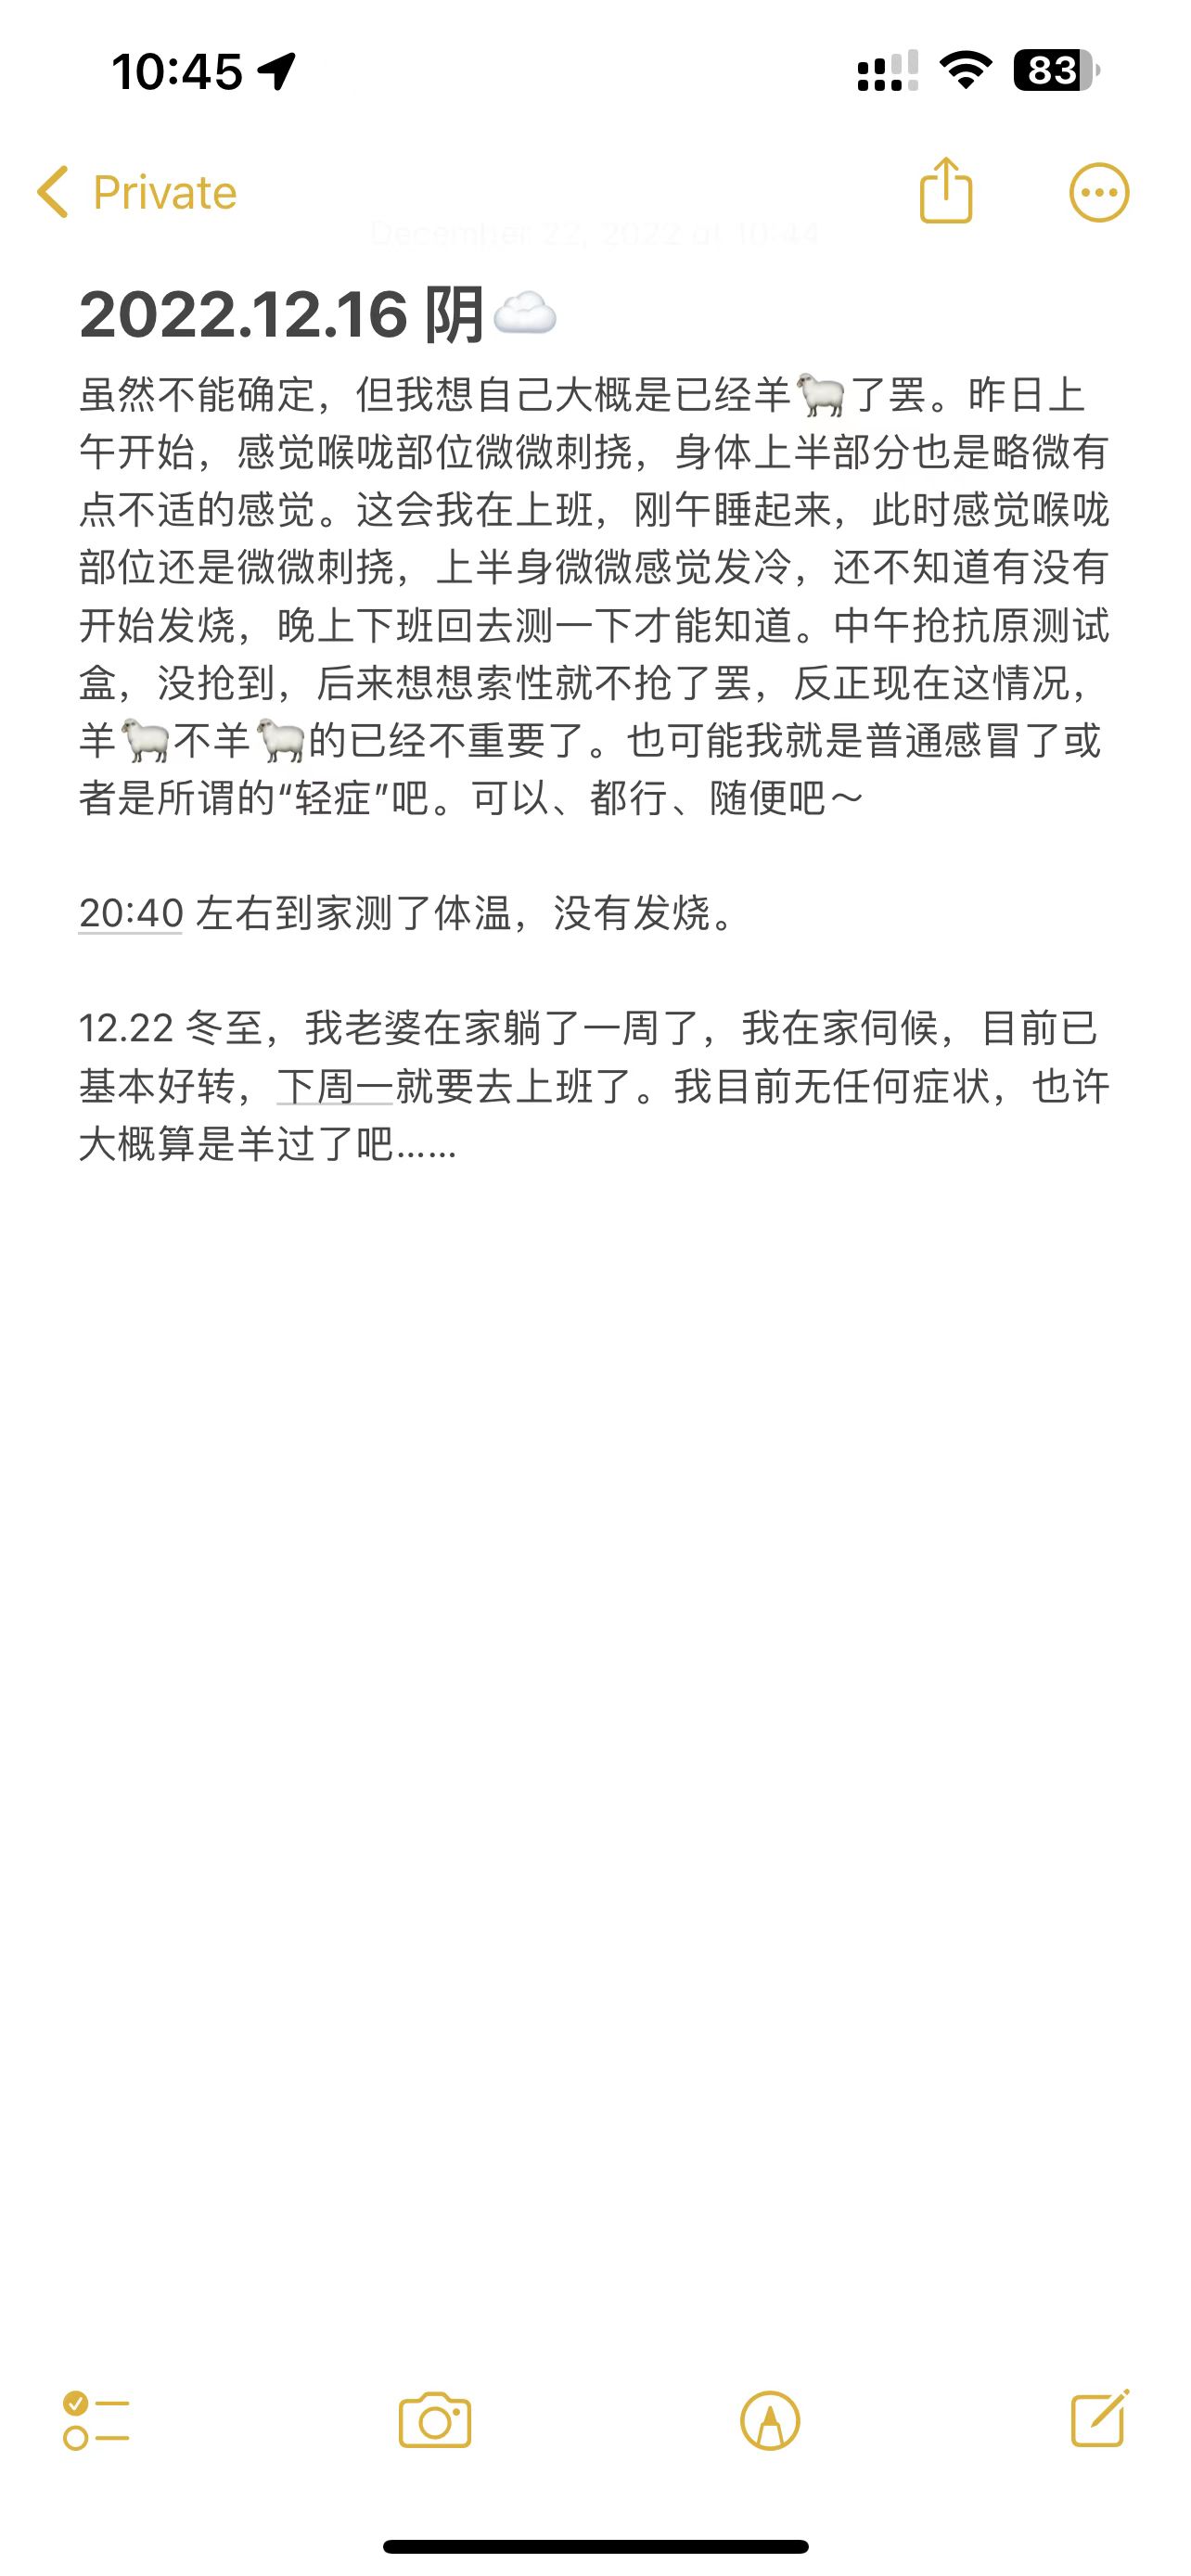 10:45
83
Private
December 22, 2022 at 10:44
2022.12.16 阴☁️
虽然不能确定，但我想自己大概是已经羊🐑了罢。昨日上
午开始，感觉喉咙部位微微刺挠，身体上半部分也是略微有
点不适的感觉。这会我在上班，刚午睡起来，此时感觉喉咙
部位还是微微刺挠，上半身微微感觉发冷，还不知道有没有
开始发烧，晚上下班回去测一下才能知道。中午抢抗原测试
盒，没抢到，后来想想索性就不抢了罢，反正现在这情况，
羊🐑不羊🐑的已经不重要了。也可能我就是普通感冒了或
者是所谓的“轻症”吧。可以、都行、随便吧～
20:40 左右到家测了体温，没有发烧。
12.22 冬至，我老婆在家躺了一周了，我在家伺候，目前已
基本好转，下周一就要去上班了。我目前无任何症状，也许
大概算是羊过了吧……